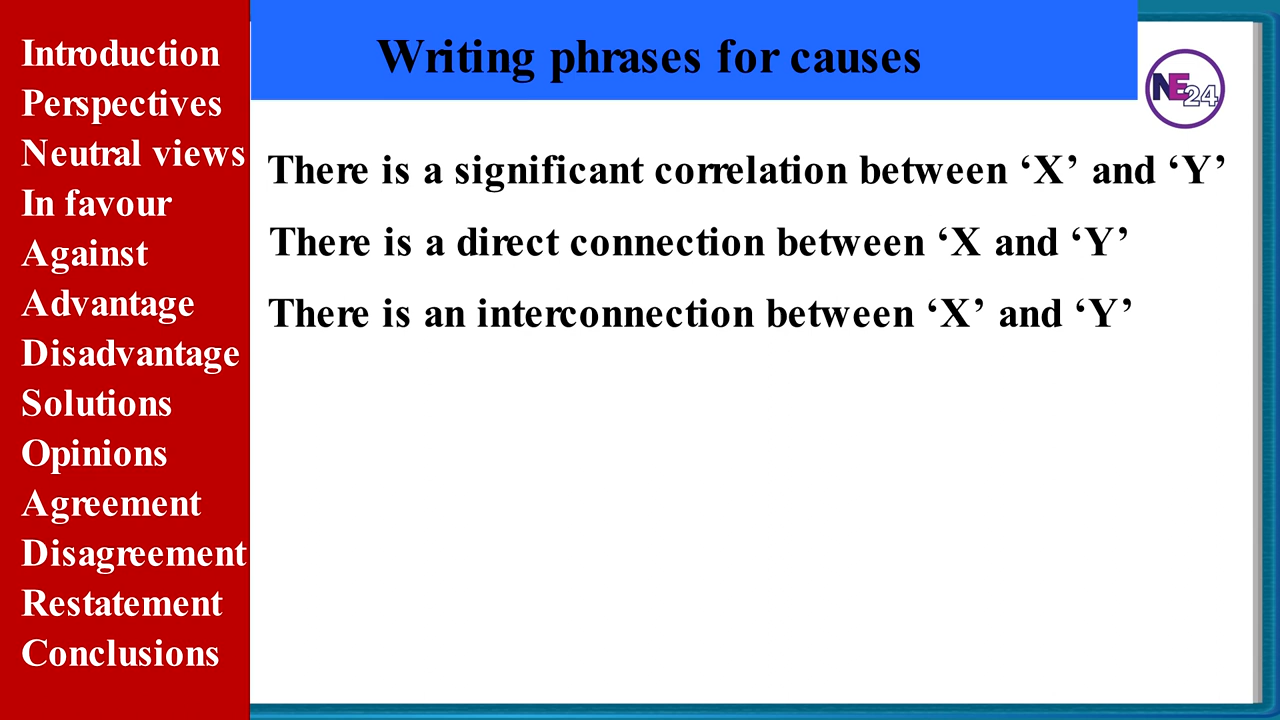 Introduction
Perspectives
Neutral views
In favour
Against
Advantage
Disadvantage
Solutions
Opinions
Agreement
Disagreement
Restatement
Conclusions
Writing phrases for causes
NE24
There is a significant correlation between ‘X’ and ‘Y’
There is a direct connection between ‘X and ‘Y’
There is an interconnection between ‘X’ and ‘Y’